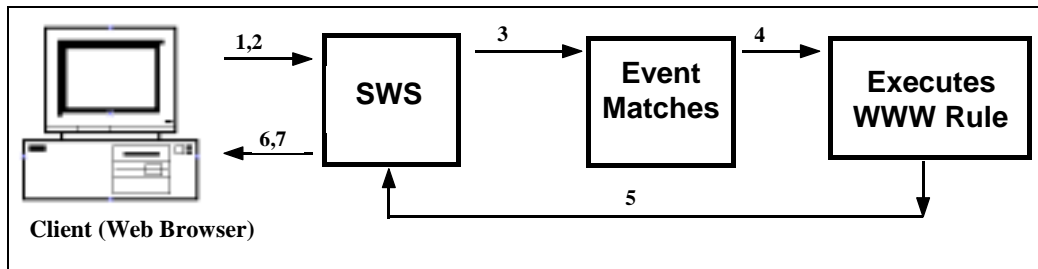 1,2
3
4
SWS
Event
Matches
Executes
WWW Rule
6,7
5
Client (Web Browser)